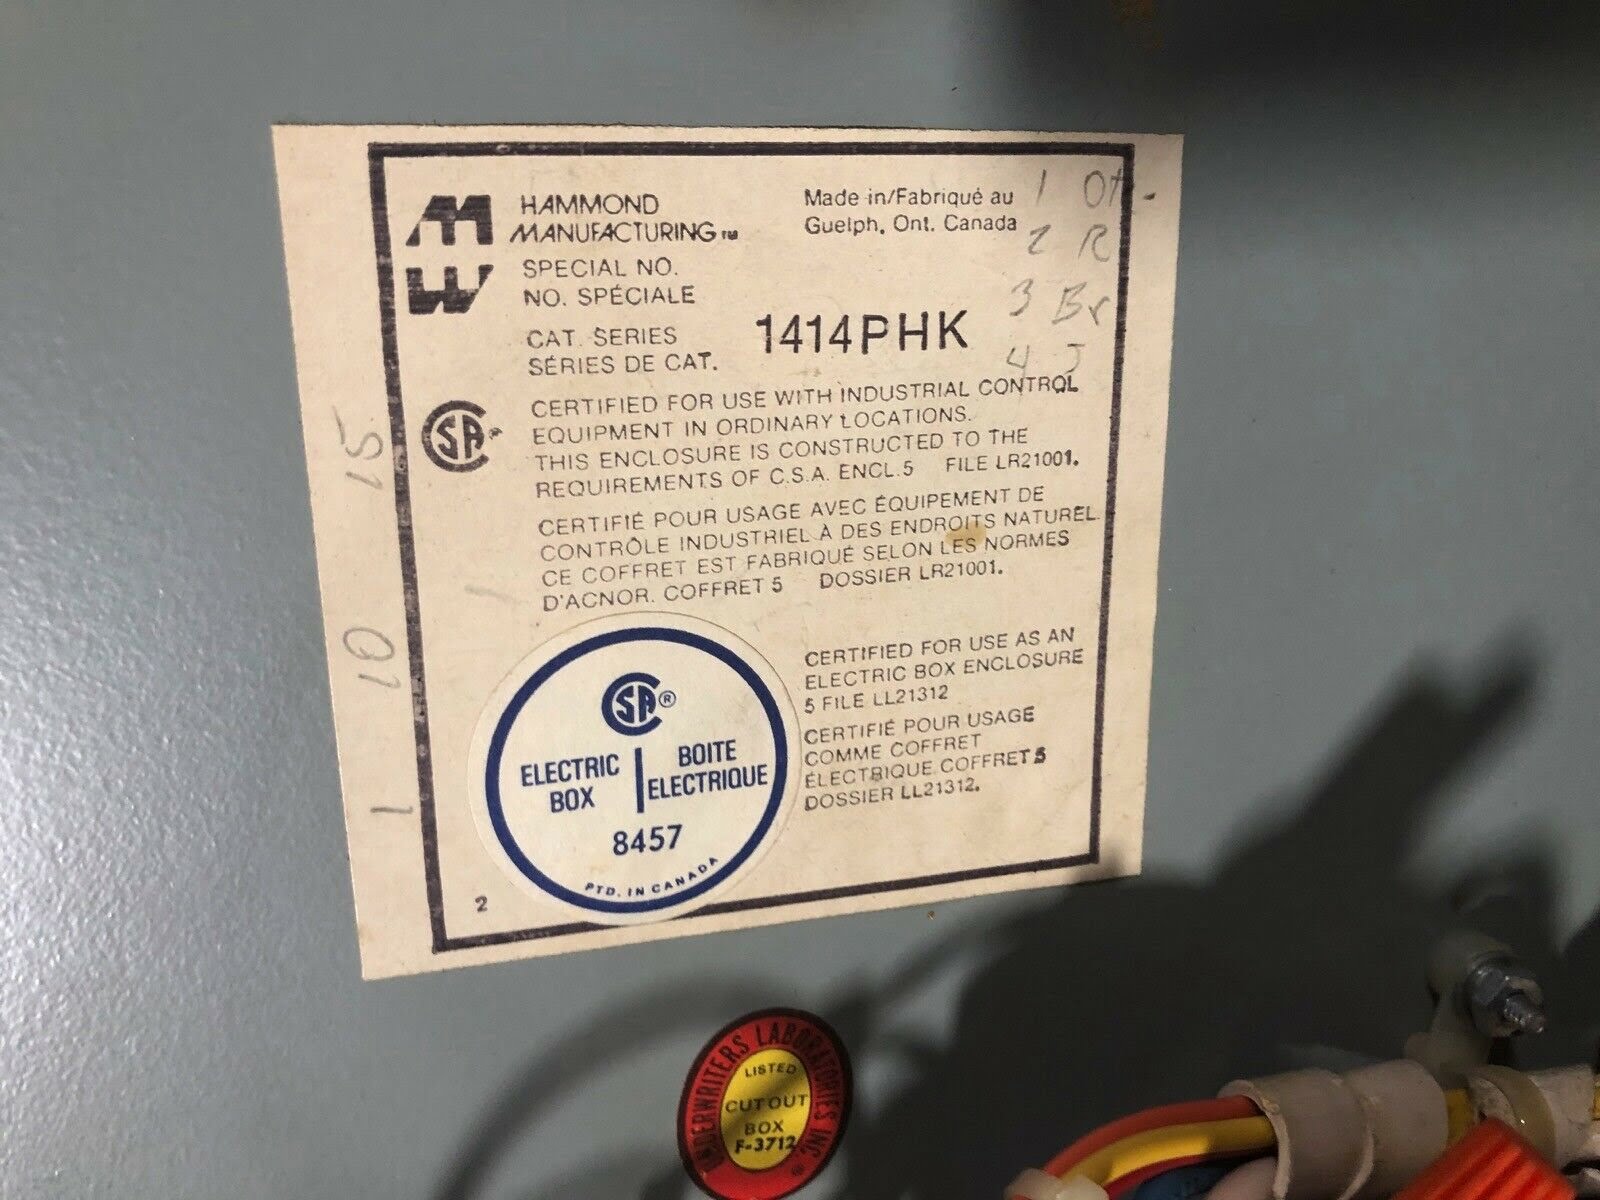 HAMMOND
MANUFACTURING™
Made in/Fabriqué au
Guelph, Ont. Canada
SPECIAL NO.
NO. SPÉCIALE
CAT. SERIES
SÉRIES DE CAT.
1414PHK
1 Or.
2 R
3 Br
4 J
CSA
CERTIFIED FOR USE WITH INDUSTRIAL CONTROL
EQUIPMENT IN ORDINARY LOCATIONS.
THIS ENCLOSURE IS CONSTRUCTED TO THE
REQUIREMENTS OF C.S.A. ENCL.5 FILE LR21001.
CERTIFIÉ POUR USAGE AVEC ÉQUIPEMENT DE
CONTRÔLE INDUSTRIEL À DES ENDROITS NATUREL.
CE COFFRET EST FABRIQUÉ SELON LES NORMES
D'ACNOR. COFFRET 5 DOSSIER LR21001.
CERTIFIED FOR USE AS AN
ELECTRIC BOX ENCLOSURE
5 FILE LL21312
CERTIFIÉ POUR USAGE
COMME COFFRET
ÉLECTRIQUE COFFRET 5
DOSSIER LL21312.
CSA®
ELECTRIC BOX
BOITE ELECTRIQUE
8457
PTD. IN CANADA
2
1 10 15
UNDERWRITERS LABORATORIES INC.®
LISTED
CUTOUT
BOX
F-3712